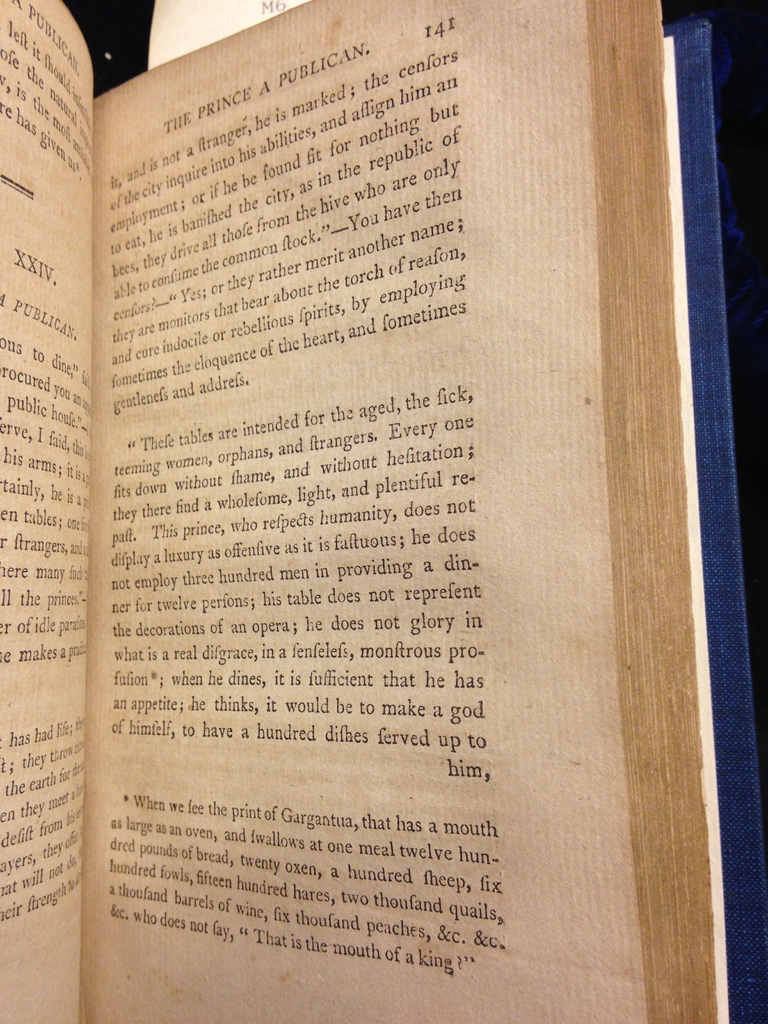 M6
A PUBLICAN.
left it should
ose the natural
, is the most
re has given us*
XXIV.
A PUBLICAN.
ous to dine,"
rocured you an
public house."—
erve, I said, this
his arms; it is a
rtainly, he is a
en tables; one
r ſtrangers, and
here many ſuch
ll the princes."—
er of idle
he makes a
has had life; the
t; they throw
the earth for the
en they meet a
deſiſt from his
ayers, they offer
hat will not do,
heir ſtrength to
THE PRINCE A PUBLICAN. 141
it, and is not a ſtranger, he is marked; the cenſors
of the city inquire into his abilities, and aſſign him an
employment; or if he be found fit for nothing but
to eat, he is baniſhed the city, as in the republic of
bees, they drive all thoſe from the hive who are only
able to conſume the common ſtock."—You have then
cenſors?—"Yes; or they rather merit another name;
they are monitors that bear about the torch of reaſon,
and cure indocile or rebellious ſpirits, by employing
ſometimes the eloquence of the heart, and ſometimes
gentleneſs and addreſs.
"Theſe tables are intended for the aged, the ſick,
teeming women, orphans, and ſtrangers. Every one
ſits down without ſhame, and without heſitation;
they there find a wholeſome, light, and plentiful re-
paſt. This prince, who reſpects humanity, does not
diſplay a luxury as offenſive as it is faſtuous; he does
not employ three hundred men in providing a din-
ner for twelve perſons; his table does not repreſent
the decorations of an opera; he does not glory in
what is a real diſgrace, in a ſenſeleſs, monſtrous pro-
fuſion*; when he dines, it is ſufficient that he has
an appetite; he thinks, it would be to make a god
of himſelf, to have a hundred diſhes ſerved up to
him,
* When we ſee the print of Gargantua, that has a mouth
as large as an oven, and ſwallows at one meal twelve hun-
dred pounds of bread, twenty oxen, a hundred ſheep, ſix
hundred fowls, fifteen hundred hares, two thouſand quails,
a thouſand barrels of wine, ſix thouſand peaches, &c. &c.
&c. who does not ſay, "That is the mouth of a king?"